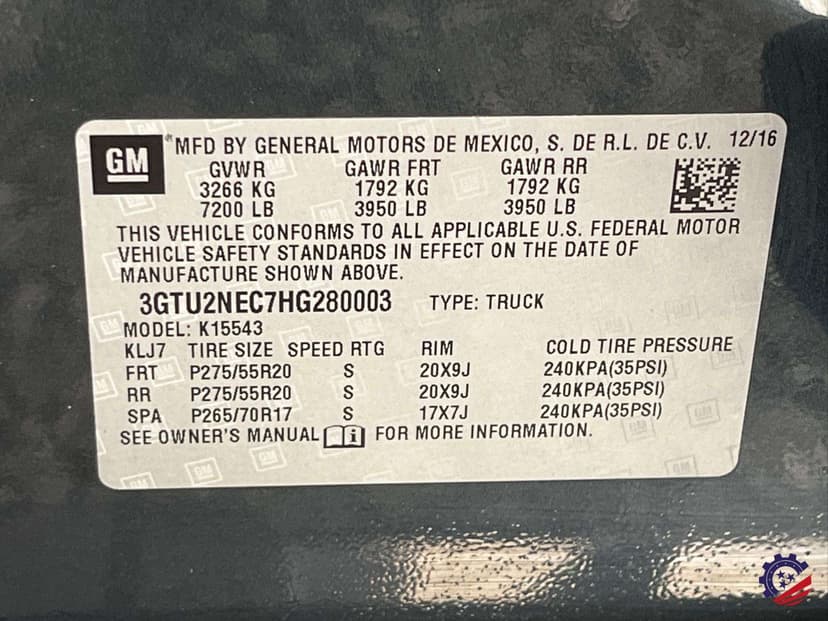 GM MFD BY GENERAL MOTORS DE MEXICO, S. DE R.L. DE C.V. 12/16
GVWR GAWR FRT GAWR RR
3266 KG 1792 KG 1792 KG
7200 LB 3950 LB 3950 LB
THIS VEHICLE CONFORMS TO ALL APPLICABLE U.S. FEDERAL MOTOR
VEHICLE SAFETY STANDARDS IN EFFECT ON THE DATE OF
MANUFACTURE SHOWN ABOVE.
3GTU2NEC7HG280003 TYPE: TRUCK
MODEL: K15543
KLJ7 TIRE SIZE SPEED RTG RIM COLD TIRE PRESSURE
FRT P275/55R20 S 20X9J 240KPA(35PSI)
RR P275/55R20 S 20X9J 240KPA(35PSI)
SPA P265/70R17 S 17X7J 240KPA(35PSI)
SEE OWNER'S MANUAL i FOR MORE INFORMATION.